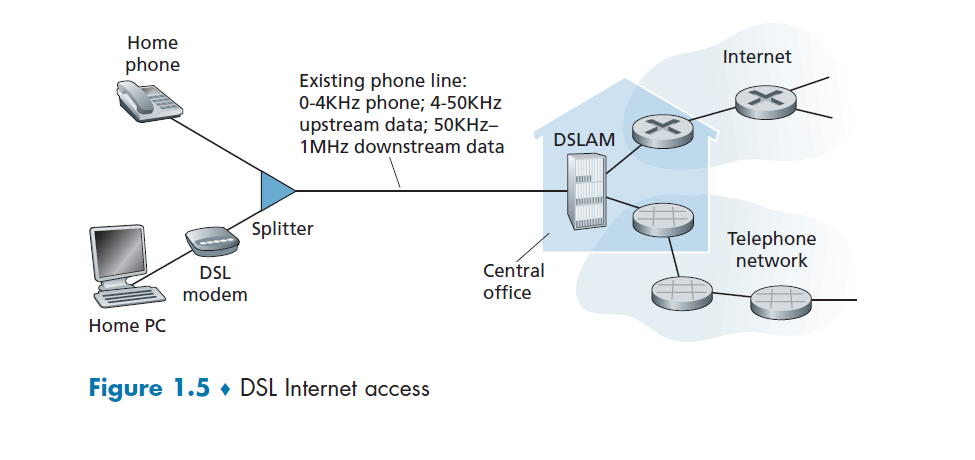 Home
phone
Existing phone line:
0-4KHz phone; 4-50KHz
upstream data; 50KHz–
1MHz downstream data
Internet
DSLAM
Splitter
DSL
modem
Home PC
Central
office
Telephone
network
Figure 1.5 ♦ DSL Internet access